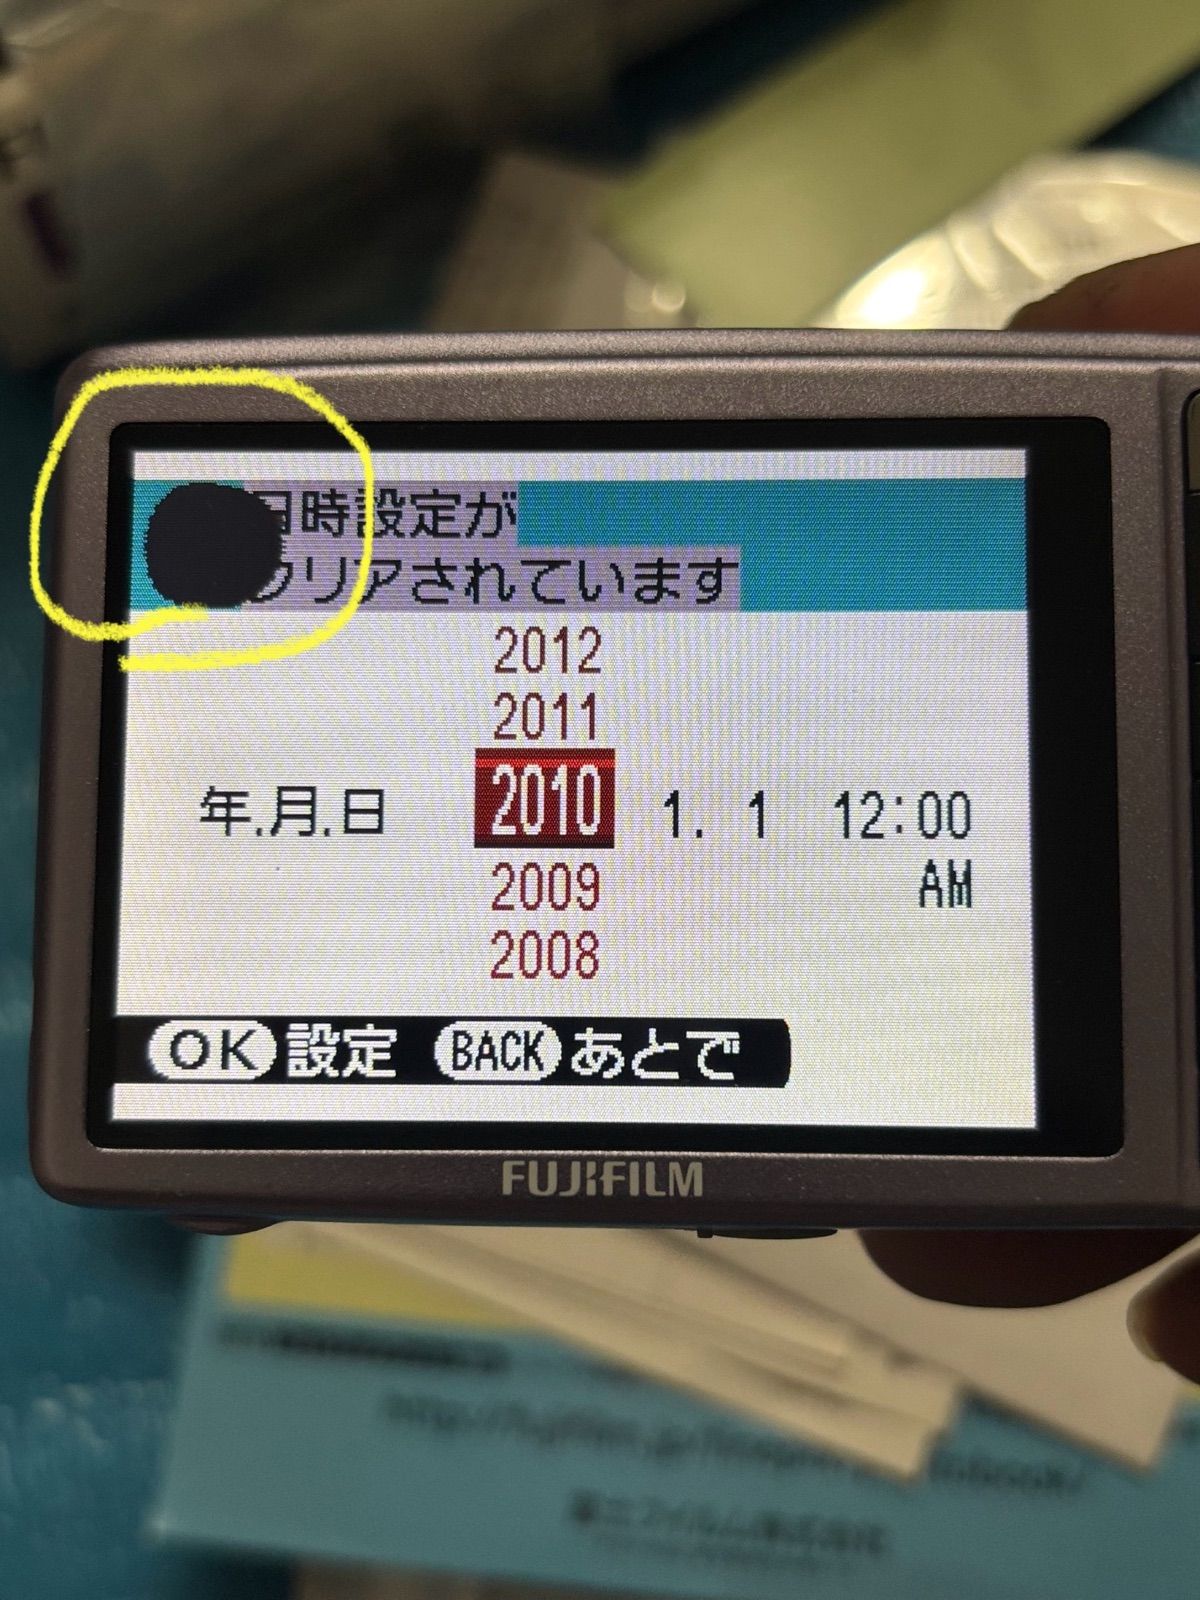 日時設定が
クリアされています
2012
2011
年.月.日 2010 1. 1 12:00
2009 AM
2008
OK 設定 BACK あとで
FUJIFILM